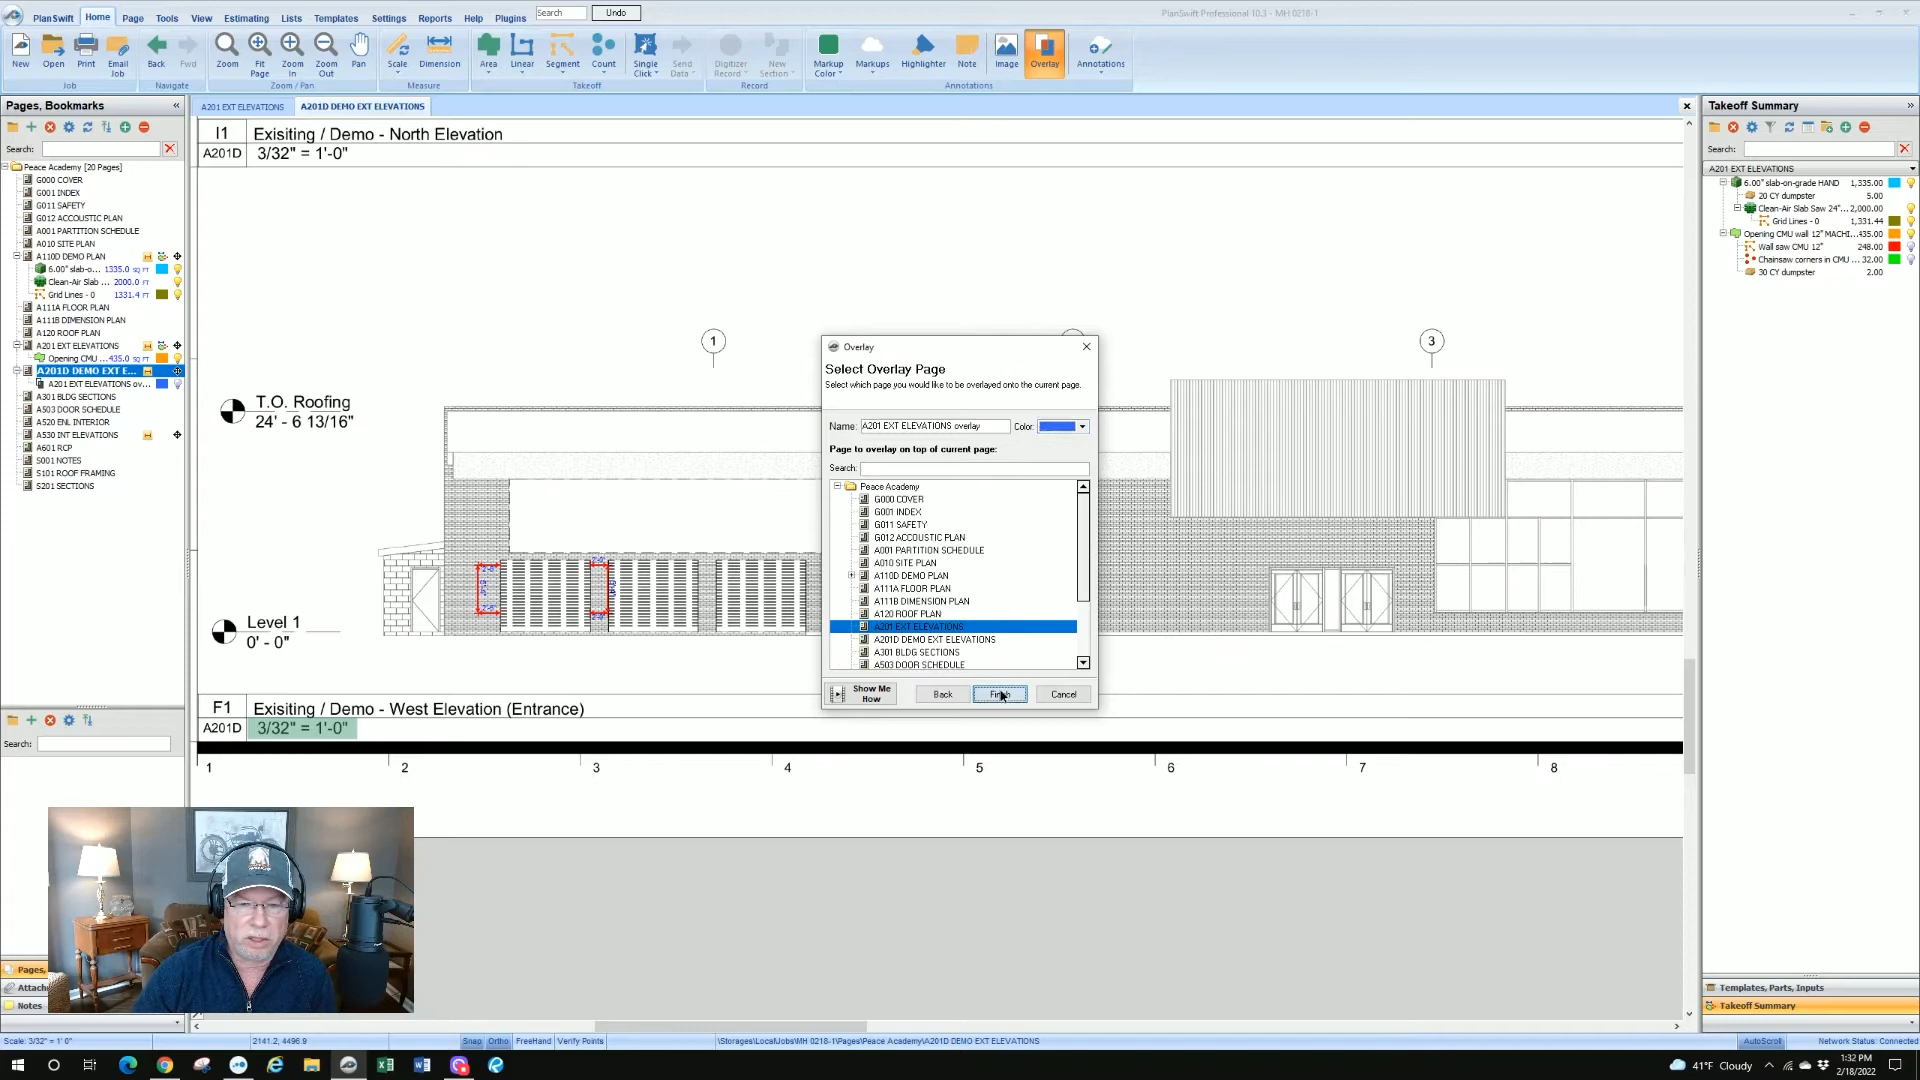 PlanSwift
Home
Page
Tools
View
Estimating
Lists
Templates
Settings
Reports
Help
Plugins
Search
Undo
PlanSwift Professional 10.3 - MH 0218-1
New
Open
Print
Email Job
Back
Fwd
Zoom
Fit Page
Zoom In
Zoom Out
Pan
Scale
Dimension
Area
Linear
Segment
Count
Single Click
Send Data
Digitizer Record
New Section
Markup Color
Markups
Highlighter
Note
Image
Overlay
Annotations
Job
Navigate
Zoom / Pan
Measure
Takeoff
Record
Annotations
Pages, Bookmarks
Search:
Peace Academy [20 Pages]
G000 COVER
G001 INDEX
G011 SAFETY
G012 ACCOUSTIC PLAN
A001 PARTITION SCHEDULE
A010 SITE PLAN
A110D DEMO PLAN
6.00" slab-o... 1335.0 SQ FT
Clean-Air Slab ... 2000.0 FT
Grid Lines - 0 1331.4 FT
A111A FLOOR PLAN
A111B DIMENSION PLAN
A120 ROOF PLAN
A201 EXT ELEVATIONS
Opening CMU ... 435.0 SQ FT
A201D DEMO EXT E...
A201 EXT ELEVATIONS ov...
A301 BLDG SECTIONS
A503 DOOR SCHEDULE
A520 ENL INTERIOR
A530 INT ELEVATIONS
A601 RCP
S001 NOTES
S101 ROOF FRAMING
S201 SECTIONS
Search:
Pages,
Attach
Notes
A201 EXT ELEVATIONS
A201D DEMO EXT ELEVATIONS
I1 Exisiting / Demo - North Elevation
A201D 3/32" = 1'-0"
1
3
T.O. Roofing
24' - 6 13/16"
Level 1
0' - 0"
F1 Exisiting / Demo - West Elevation (Entrance)
A201D 3/32" = 1'-0"
1 2 3 4 5 6 7 8
Overlay
Select Overlay Page
Select which page you would like to be overlayed onto the current page.
Name: A201 EXT ELEVATIONS overlay Color:
Page to overlay on top of current page:
Search:
Peace Academy
G000 COVER
G001 INDEX
G011 SAFETY
G012 ACCOUSTIC PLAN
A001 PARTITION SCHEDULE
A010 SITE PLAN
A110D DEMO PLAN
A111A FLOOR PLAN
A111B DIMENSION PLAN
A120 ROOF PLAN
A201 EXT ELEVATIONS
A201D DEMO EXT ELEVATIONS
A301 BLDG SECTIONS
A503 DOOR SCHEDULE
Show Me How
Back
Cancel
Takeoff Summary
Search:
A201 EXT ELEVATIONS
6.00" slab-on-grade HAND 1,335.00
20 CY dumpster 5.00
Clean-Air Slab Saw 24"... 2,000.00
Grid Lines - 0 1,331.44
Opening CMU wall 12" MACHI... 435.00
Wall saw CMU 12" 248.00
Chainsaw corners in CMU ... 32.00
30 CY dumpster 2.00
Templates, Parts, Inputs
Takeoff Summary
Scale: 3/32" = 1' 0"
2141.2, 4496.9
Snap
Ortho
FreeHand
Verify Points
\Storages\Local\Jobs\MH 0218-1\Pages\Peace Academy\A201D DEMO EXT ELEVATIONS
AutoScroll
Network Status: Connected
41°F Cloudy
1:32 PM
2/18/2022